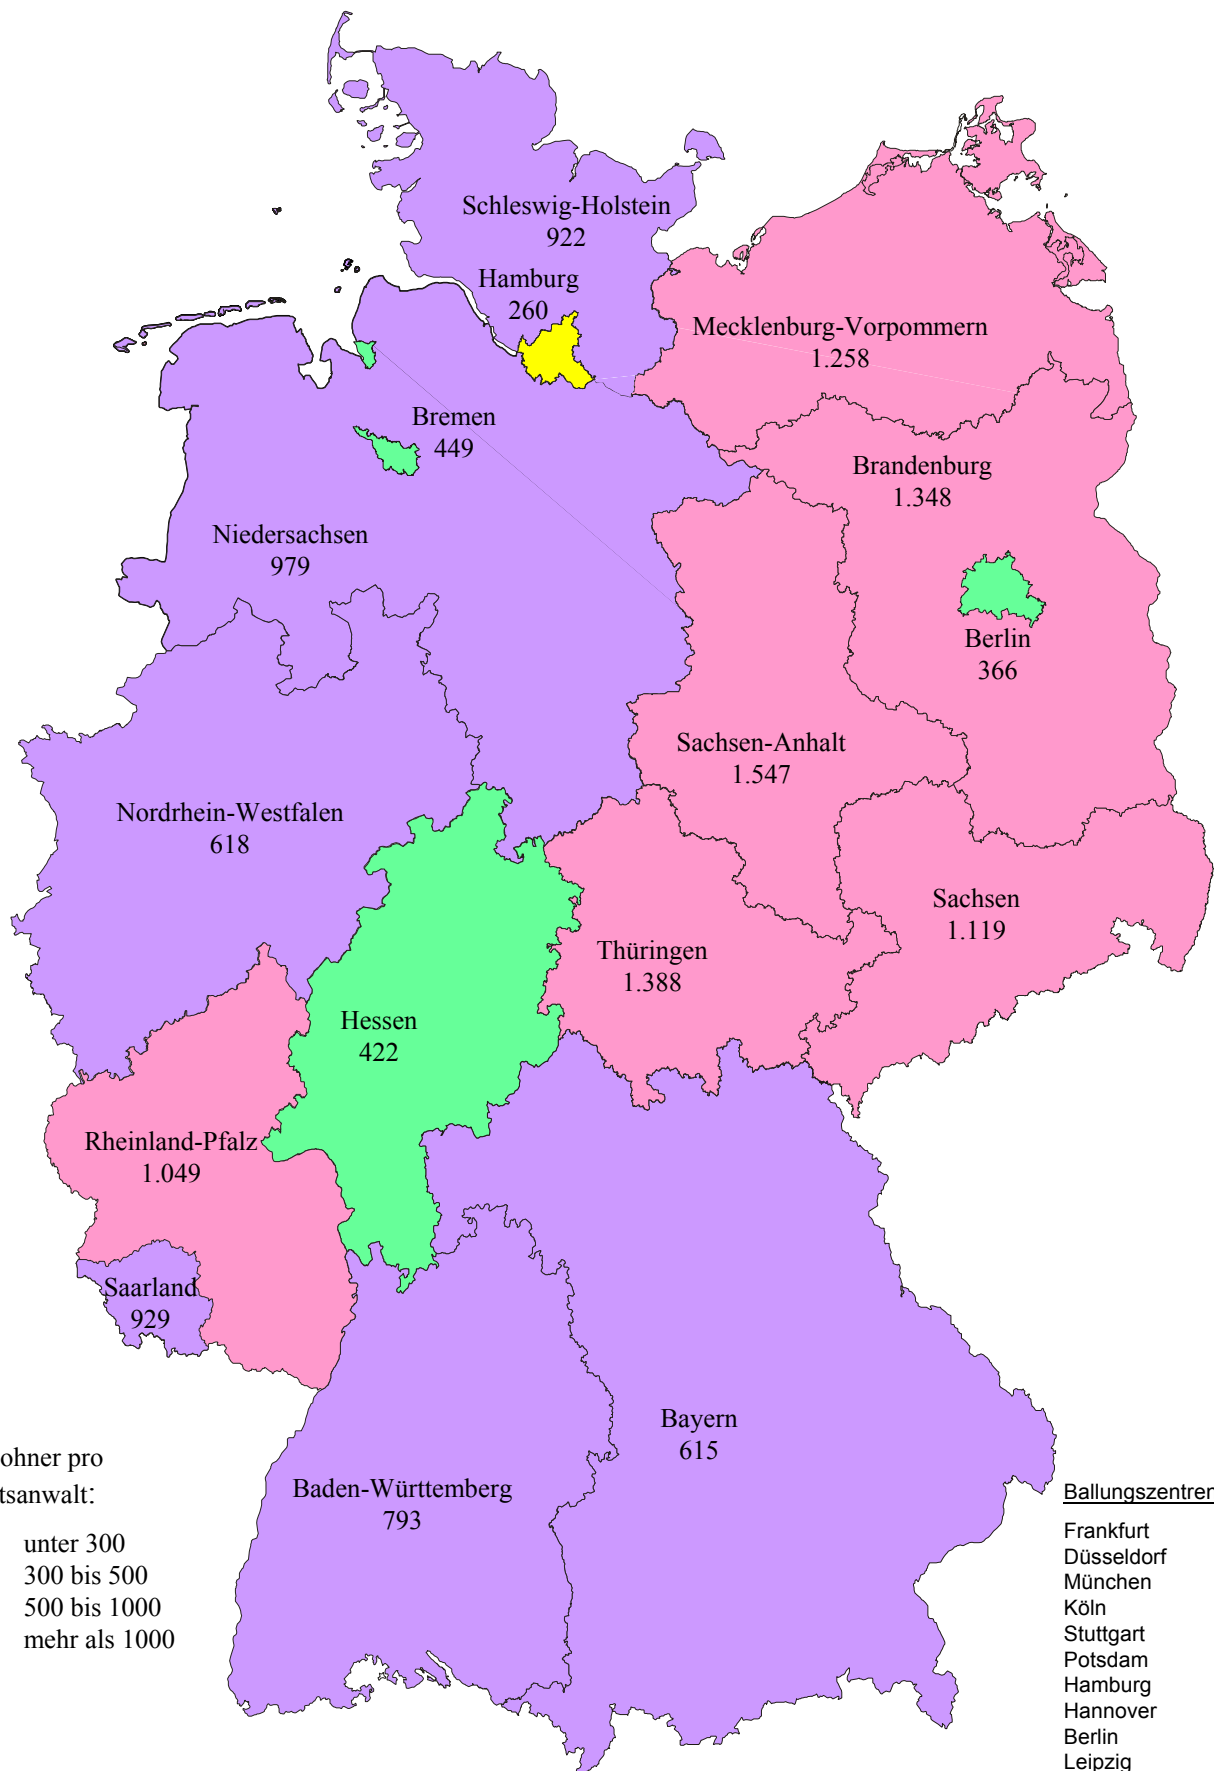 Schleswig-Holstein
922
Hamburg
260
Mecklenburg-Vorpommern
1.258
Bremen
449
Brandenburg
1.348
Niedersachsen
979
Berlin
366
Sachsen-Anhalt
1.547
Nordrhein-Westfalen
618
Sachsen
1.119
Thüringen
1.388
Hessen
422
Rheinland-Pfalz
1.049
Saarland
929
Bayern
615
Baden-Württemberg
793
ohner pro
tsanwalt:
unter 300
300 bis 500
500 bis 1000
mehr als 1000
Ballungszentren
Frankfurt
Düsseldorf
München
Köln
Stuttgart
Potsdam
Hamburg
Hannover
Berlin
Leipzig